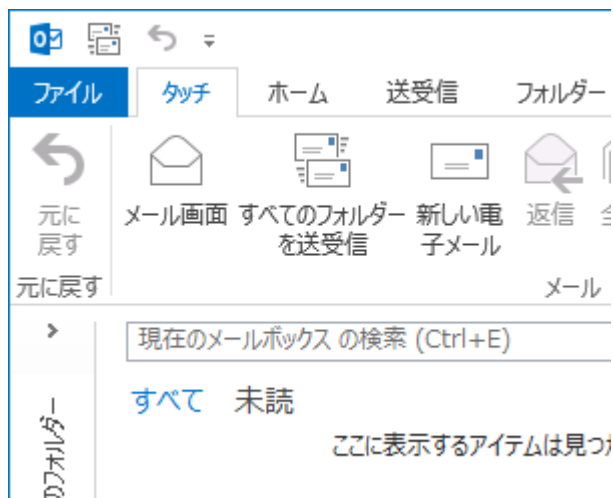 ファイル
タッチ
ホーム
送受信
フォルダー
元に
戻す
メール画面
すべてのフォルダー
を送受信
新しい電
子メール
返信
元に戻す
メール
現在のメールボックス の検索 (Ctrl+E)
すべて 未読
ここに表示するアイテムは見つ
のフォルダー